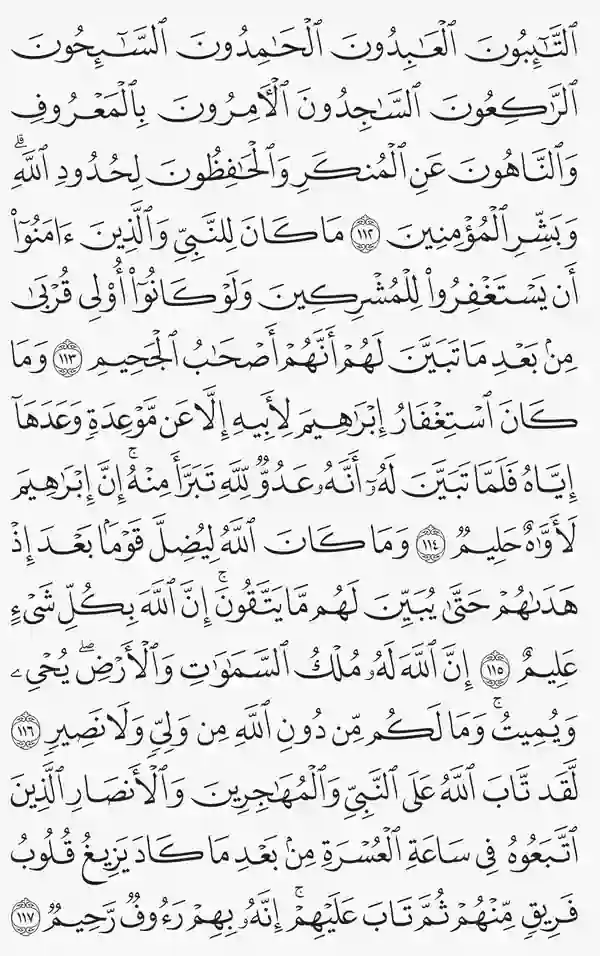 ٱلتَّٰٓئِبُونَ ٱلْعَٰبِدُونَ ٱلْحَٰمِدُونَ ٱلسَّٰٓئِحُونَ
ٱلرَّٰكِعُونَ ٱلسَّٰجِدُونَ ٱلْءَامِرُونَ بِٱلْمَعْرُوفِ
وَٱلنَّاهُونَ عَنِ ٱلْمُنكَرِ وَٱلْحَٰفِظُونَ لِحُدُودِ ٱللَّهِۗ
وَبَشِّرِ ٱلْمُؤْمِنِينَ ١١٢ مَا كَانَ لِلنَّبِىِّ وَٱلَّذِينَ ءَامَنُوٓا۟
أَن يَسْتَغْفِرُوا۟ لِلْمُشْرِكِينَ وَلَوْ كَانُوٓا۟ أُو۟لِى قُرْبَىٰ
مِنۢ بَعْدِ مَا تَبَيَّنَ لَهُمْ أَنَّهُمْ أَصْحَٰبُ ٱلْجَحِيمِ ١١٣ وَمَا
كَانَ ٱسْتِغْفَارُ إِبْرَٰهِيمَ لِأَبِيهِ إِلَّا عَن مَّوْعِدَةٍ وَعَدَهَآ
إِيَّاهُ فَلَمَّا تَبَيَّنَ لَهُۥٓ أَنَّهُۥ عَدُوٌّ لِّلَّهِ تَبَرَّأَ مِنْهُۚ إِنَّ إِبْرَٰهِيمَ
لَأَوَّٰهٌ حَلِيمٌ ١١٤ وَمَا كَانَ ٱللَّهُ لِيُضِلَّ قَوْمًۢا بَعْدَ إِذْ
هَدَىٰهُمْ حَتَّىٰ يُبَيِّنَ لَهُم مَّا يَتَّقُونَۚ إِنَّ ٱللَّهَ بِكُلِّ شَىْءٍ
عَلِيمٌ ١١٥ إِنَّ ٱللَّهَ لَهُۥ مُلْكُ ٱلسَّمَٰوَٰتِ وَٱلْأَرْضِۖ يُحْىِۦ
وَيُمِيتُۚ وَمَا لَكُم مِّن دُونِ ٱللَّهِ مِن وَلِىٍّ وَلَا نَصِيرٍ ١١٦
لَّقَد تَّابَ ٱللَّهُ عَلَى ٱلنَّبِىِّ وَٱلْمُهَٰجِرِينَ وَٱلْأَنصَارِ ٱلَّذِينَ
ٱتَّبَعُوهُ فِى سَاعَةِ ٱلْعُسْرَةِ مِنۢ بَعْدِ مَا كَادَ يَزِيغُ قُلُوبُ
فَرِيقٍ مِّنْهُمْ ثُمَّ تَابَ عَلَيْهِمْۚ إِنَّهُۥ بِهِمْ رَءُوفٌ رَّحِيمٌ ١١٧